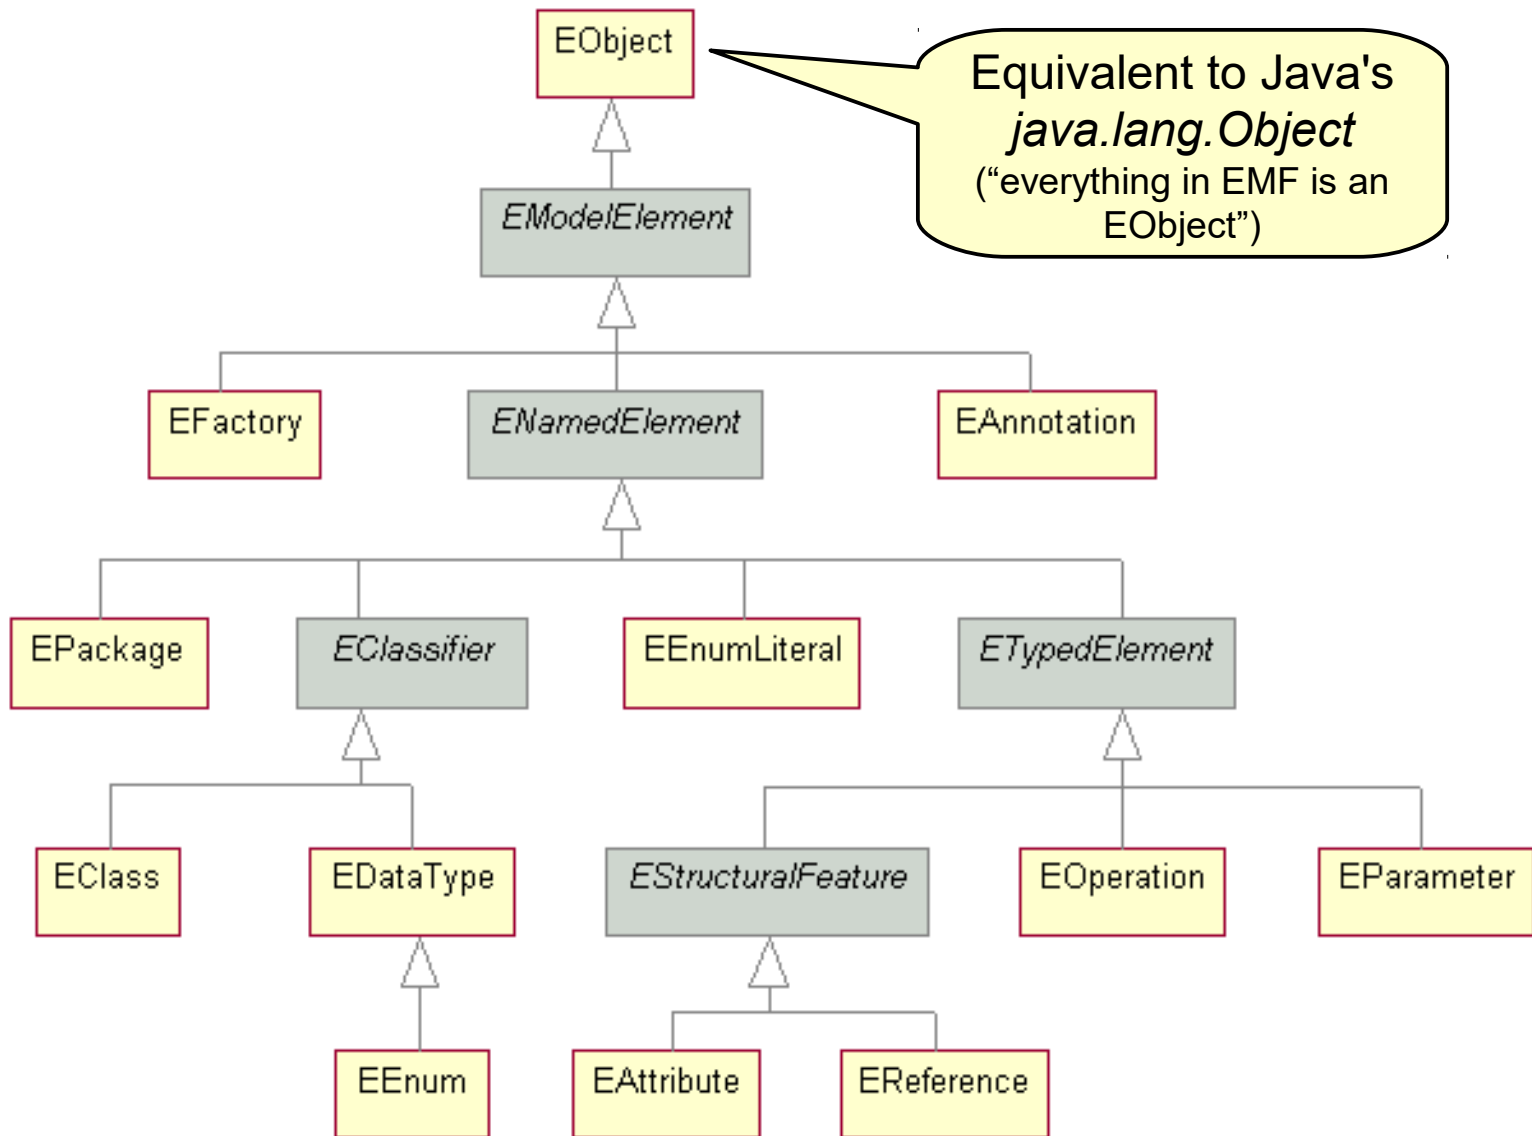 EObject
Equivalent to Java's
java.lang.Object
(“everything in EMF is an
EObject”)
EModelElement
EFactory
ENamedElement
EAnnotation
EPackage
EClassifier
EEnumLiteral
ETypedElement
EClass
EDataType
EStructuralFeature
EOperation
EParameter
EEnum
EAttribute
EReference